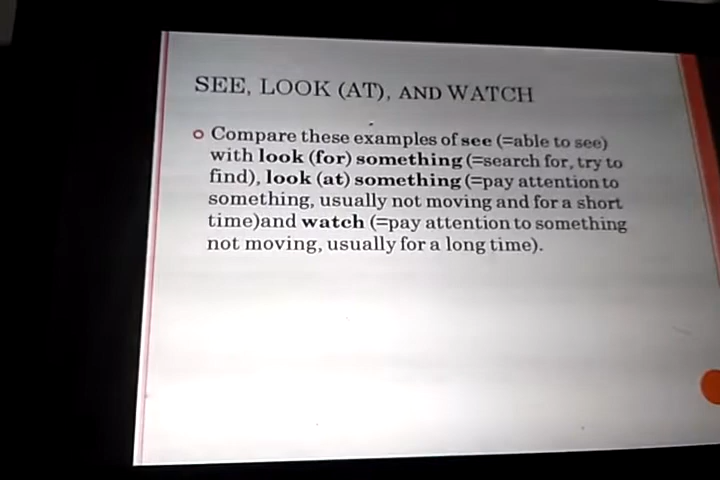 SEE, LOOK (AT), AND WATCH
Compare these examples of see (=able to see)
with look (for) something (=search for, try to
find), look (at) something (=pay attention to
something, usually not moving and for a short
time)and watch (=pay attention to something
not moving, usually for a long time).